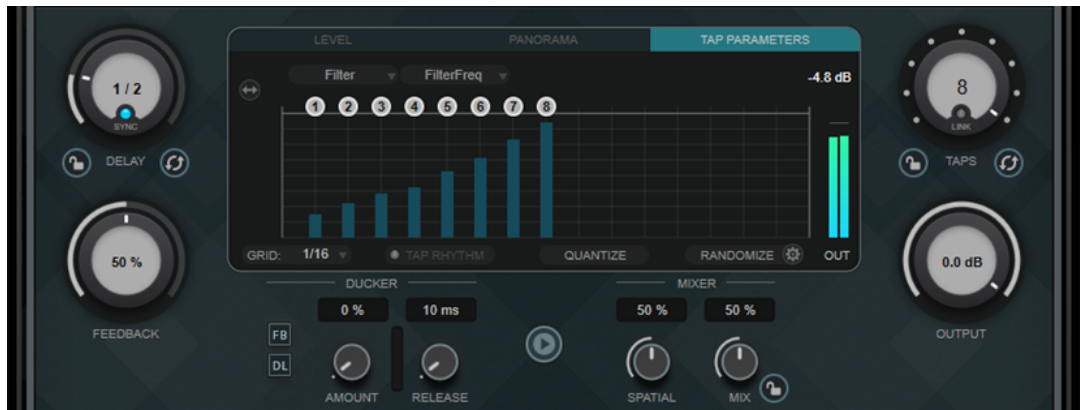 LEVEL PANORAMA TAP PARAMETERS
Filter FilterFreq -4.8 dB
1 2 3 4 5 6 7 8
1 / 2
SYNC
DELAY
8
LINK
TAPS
GRID: 1/16 TAP RHYTHM QUANTIZE RANDOMIZE OUT
50 %
FEEDBACK
0.0 dB
OUTPUT
DUCKER
0 % 10 ms
FB
DL
AMOUNT RELEASE
MIXER
50 % 50 %
SPATIAL MIX